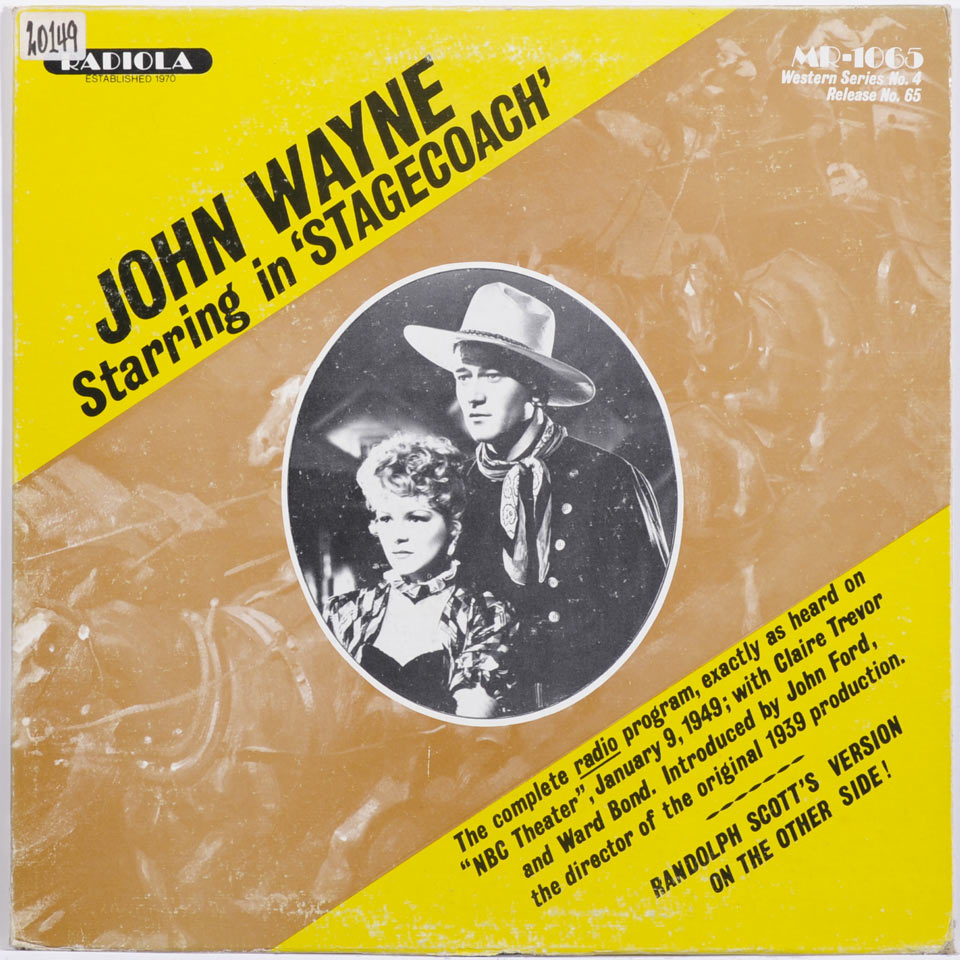 20149
RADIOLA
ESTABLISHED 1970
MR-1065
Western Series No. 4
Release No. 65
JOHN WAYNE
Starring in 'STAGECOACH'
The complete radio program, exactly as heard on
"NBC Theater", January 9, 1949; with Claire Trevor
and Ward Bond. Introduced by John Ford,
the director of the original 1939 production.
RANDOLPH SCOTT'S VERSION
ON THE OTHER SIDE!